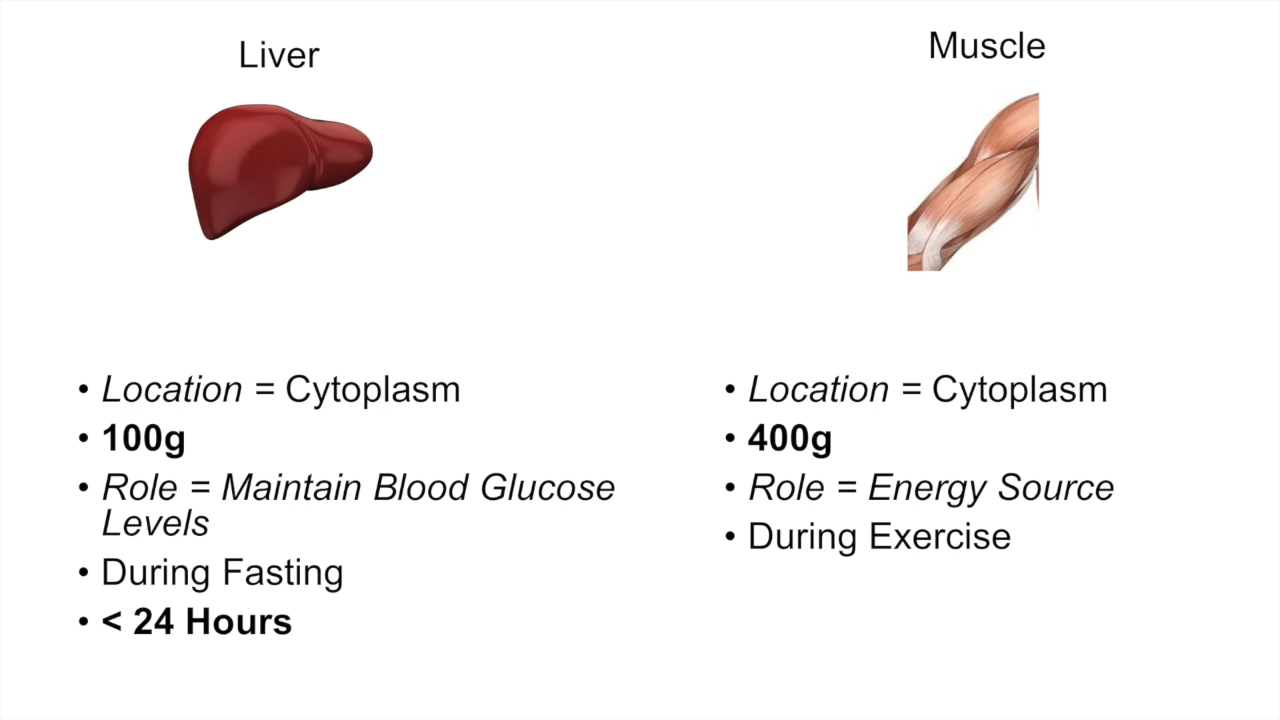 Liver
• Location = Cytoplasm
• 100g
• Role = Maintain Blood Glucose
Levels
• During Fasting
• < 24 Hours
Muscle
• Location = Cytoplasm
• 400g
• Role = Energy Source
• During Exercise